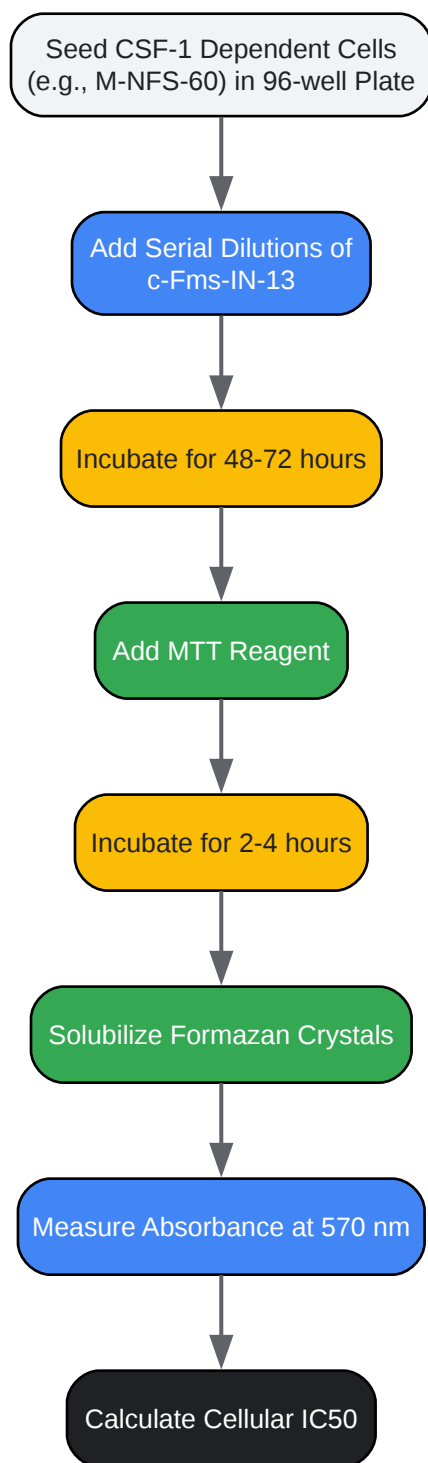 Seed CSF-1 Dependent Cells
(e.g., M-NFS-60) in 96-well Plate
Add Serial Dilutions of
c-Fms-IN-13
Incubate for 48-72 hours
Add MTT Reagent
Incubate for 2-4 hours
Solubilize Formazan Crystals
Measure Absorbance at 570 nm
Calculate Cellular IC50